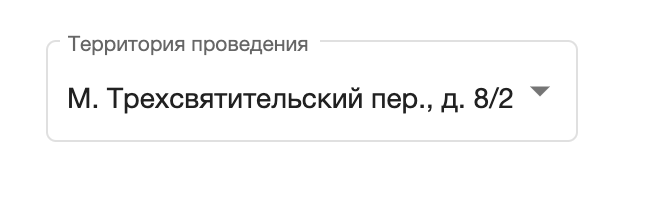 Территория проведения
М. Трехсвятительский пер., д. 8/2